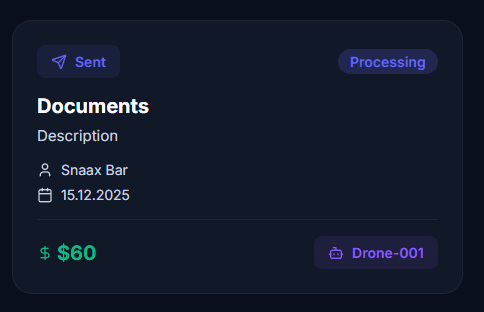 Sent
Processing
Documents
Description
Snaax Bar
15.12.2025
$ $60
Drone-001